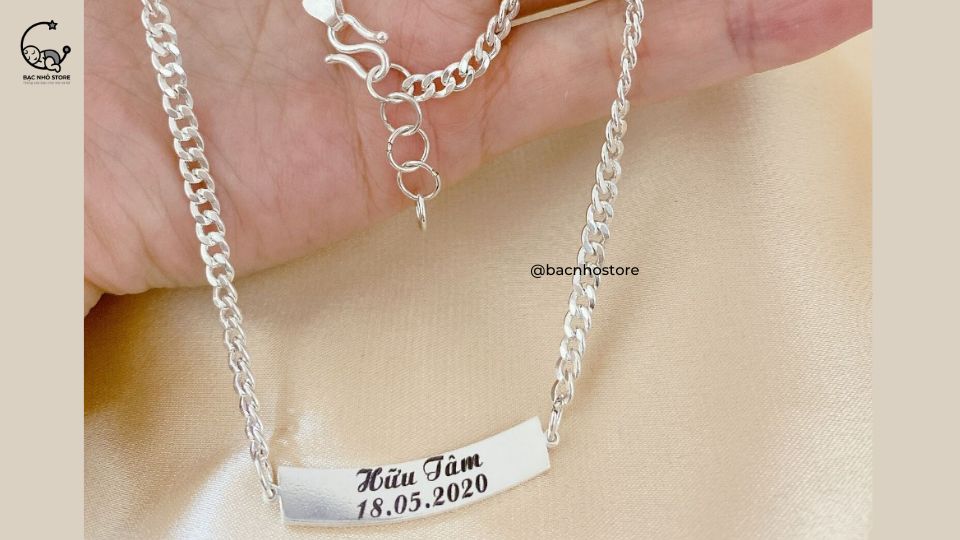 BẠC NHỎ STORE
@bacnhostore
Hữu Tâm
18.05.2020